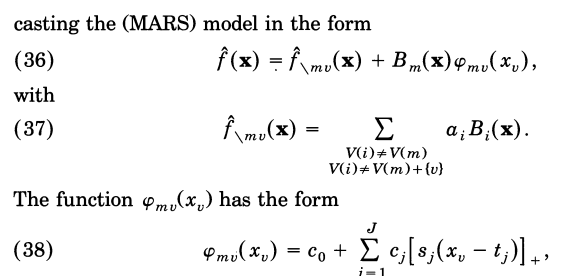 casting the (MARS) model in the form
(36) f̂(x) = f̂_{\mv}(x) + B_m(x)φ_{mv}(x_v),
with
(37) f̂_{\mv}(x) = Σ a_i B_i(x).
V(i)≠V(m)
V(i)≠V(m)+{v}
The function φ_{mv}(x_v) has the form
(38) φ_{mv}(x_v) = c_0 + Σ_{j=1}^{J} c_j[s_j(x_v − t_j)]_+,